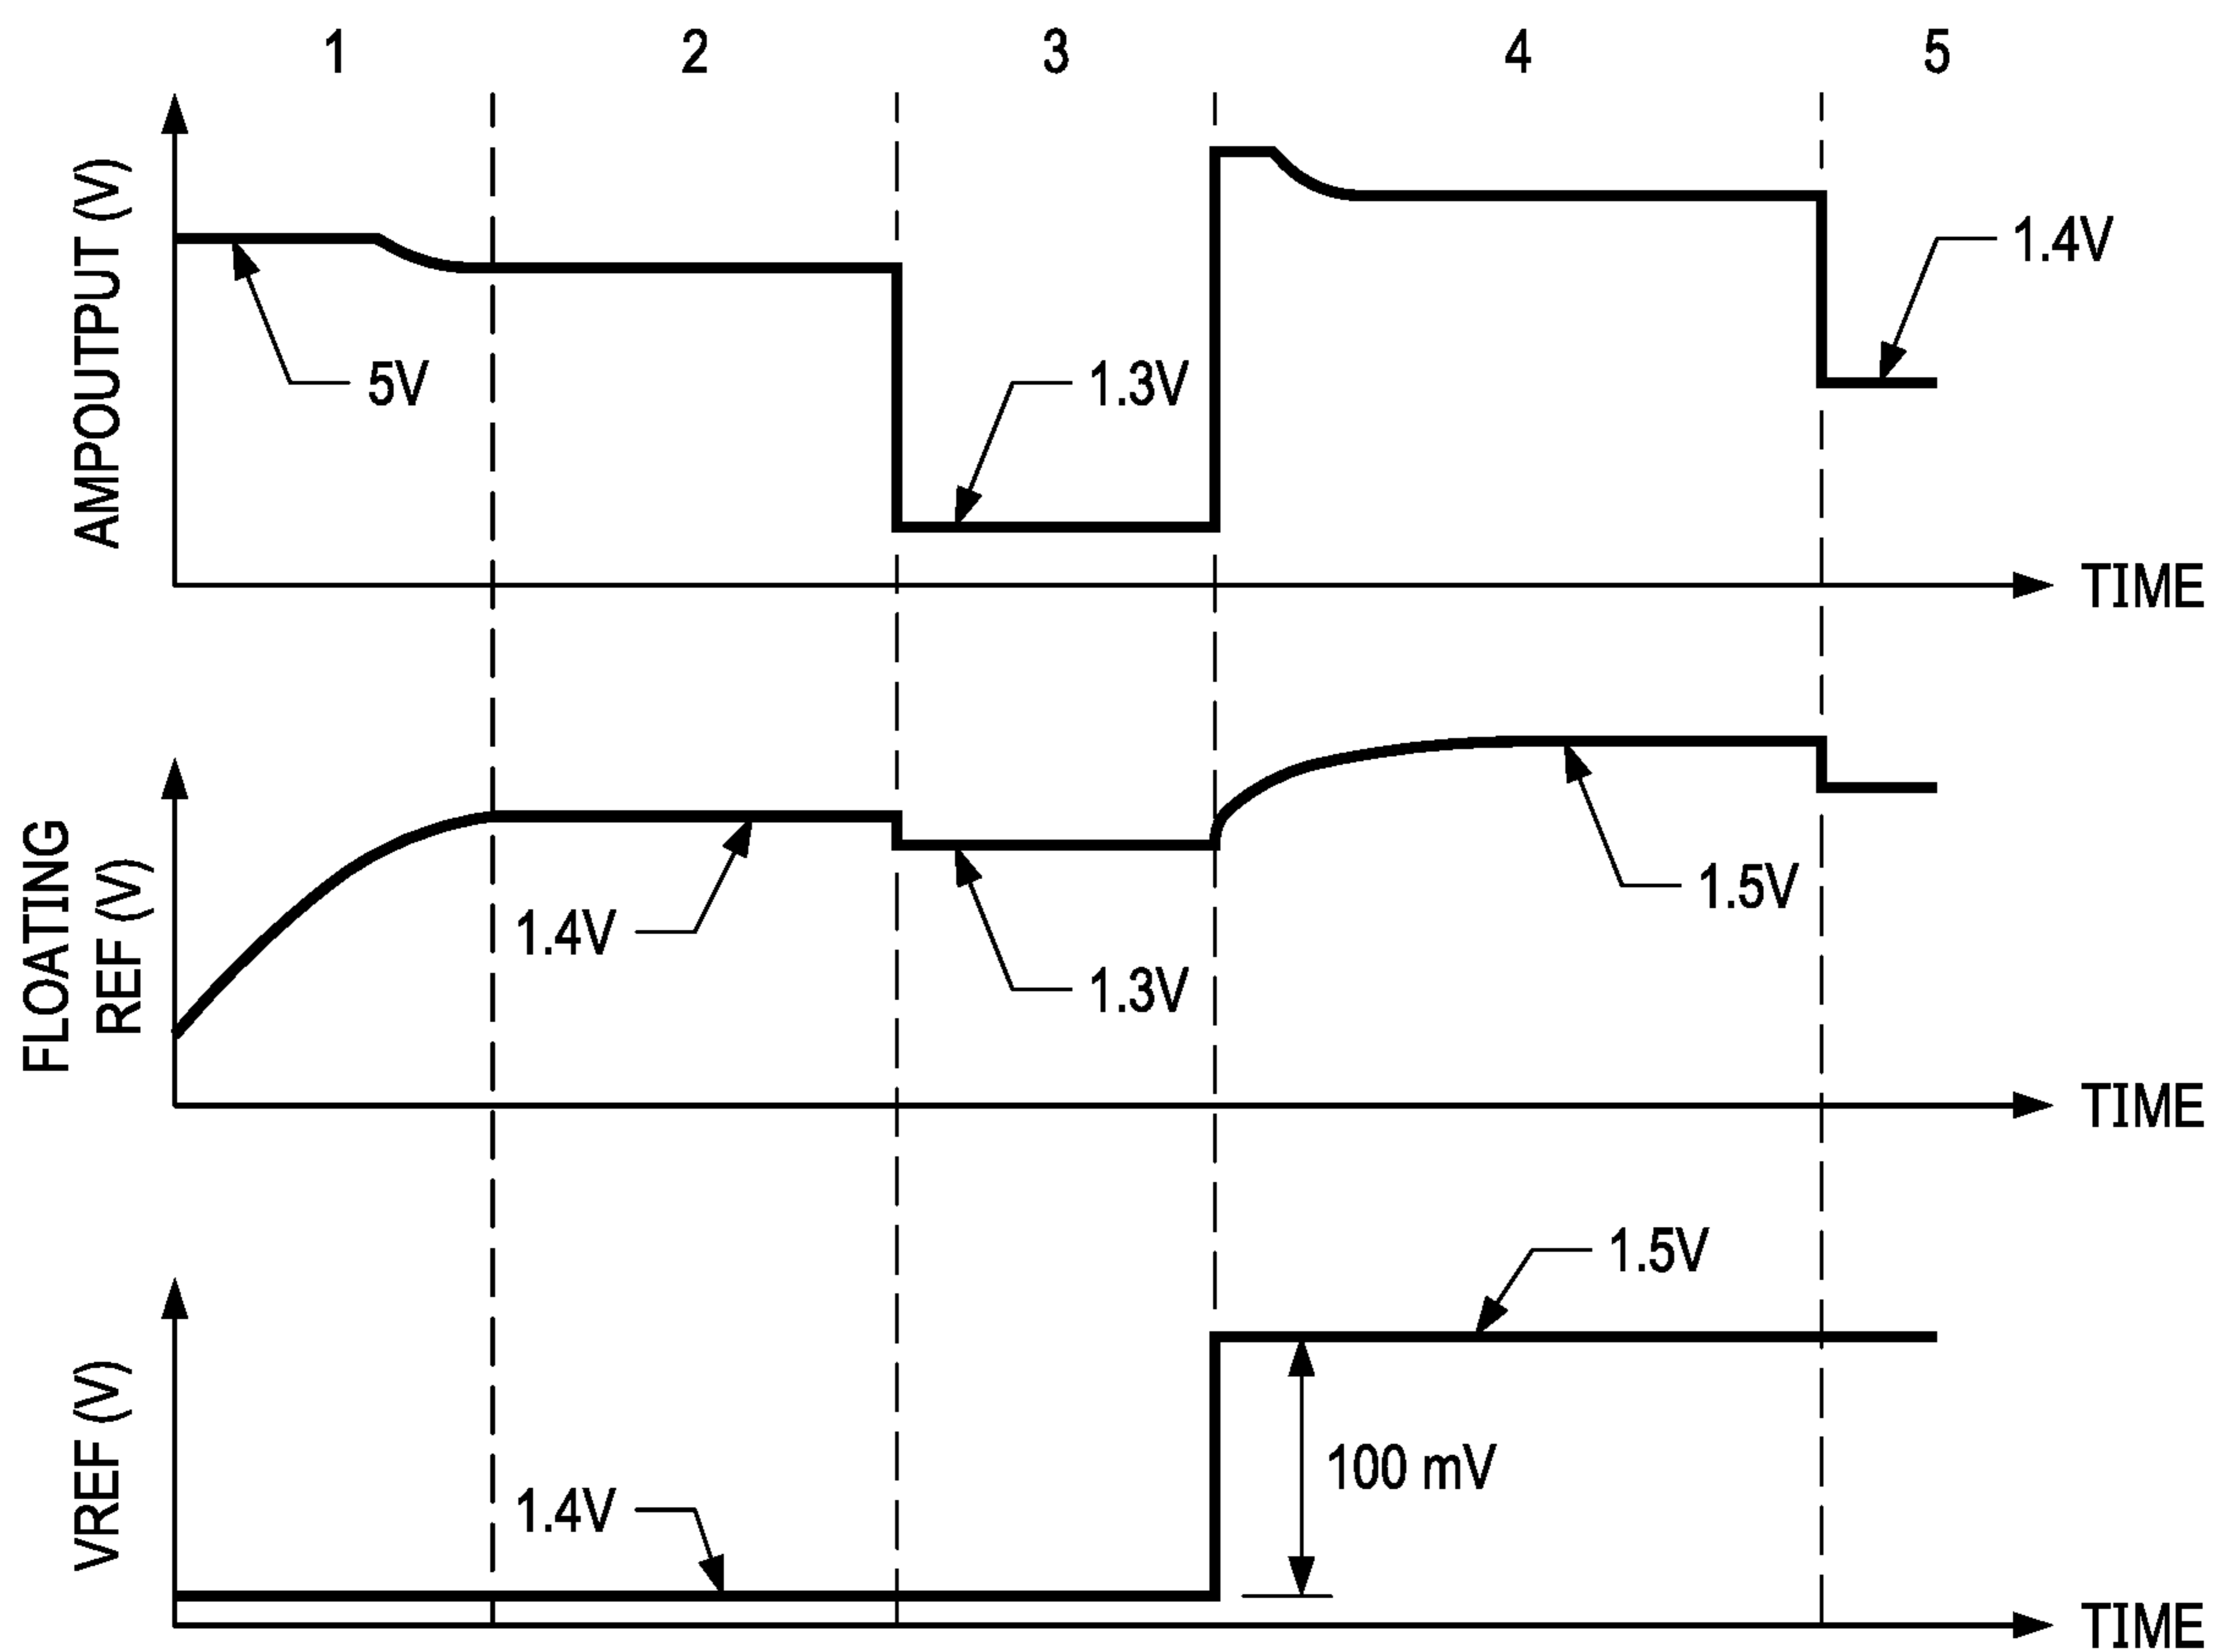 1
2
3
4
5
AMPOUTPUT (V)
5V
1.3V
1.4V
TIME
FLOATING
REF (V)
1.4V
1.3V
1.5V
TIME
VREF (V)
1.4V
1.5V
100 mV
TIME